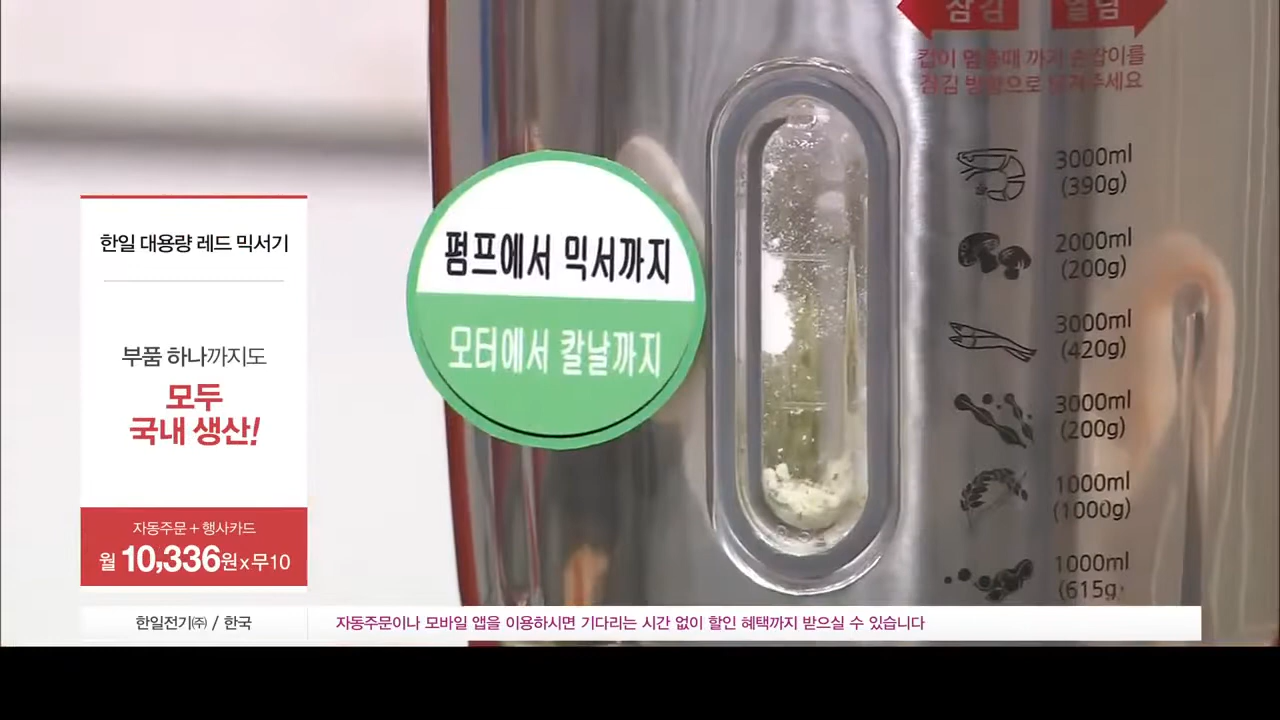 잠김 열림
컵이 멈출때 까지 손잡이를
잠김 방향으로 당겨주세요
3000ml
(390g)
2000ml
(200g)
3000ml
(420g)
3000ml
(200g)
1000ml
(1000g)
1000ml
(615g)
펌프에서 믹서까지
모터에서 칼날까지
한일 대용량 레드 믹서기
부품 하나까지도
모두
국내 생산!
자동주문 + 행사카드
월 10,336원 x 무10
한일전기㈜ / 한국
자동주문이나 모바일 앱을 이용하시면 기다리는 시간 없이 할인 혜택까지 받으실 수 있습니다